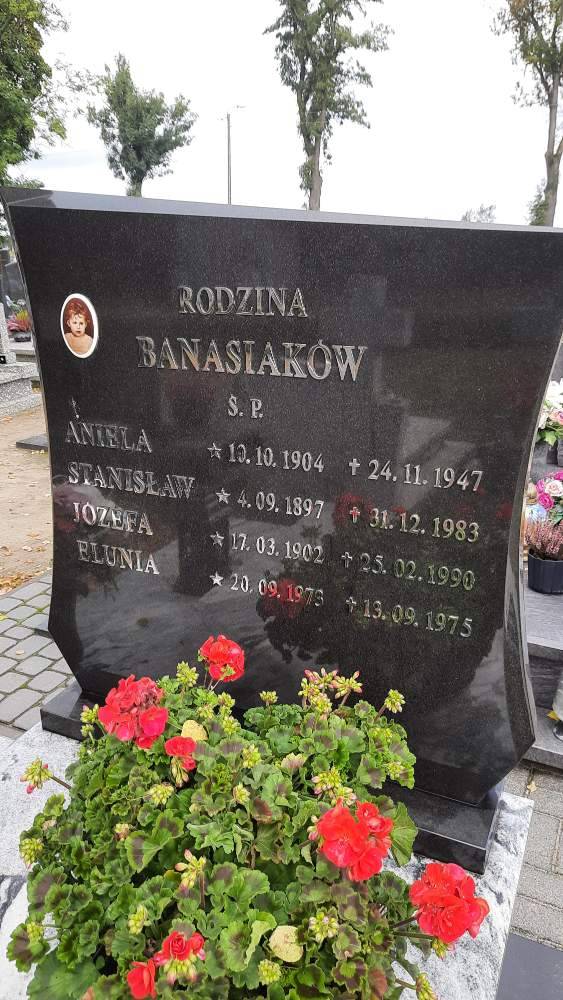 RODZINA
BANASIAKÓW
Ś. P.
ANIELA ☆ 10.10.1904 ✝ 24.11.1947
STANISŁAW ☆ 4.09.1897 ✝ 31.12.1983
JÓZEFA ☆ 17.03.1902 ✝ 25.02.1990
ELUNIA ☆ 20.09.1973 ✝ 13.09.1975